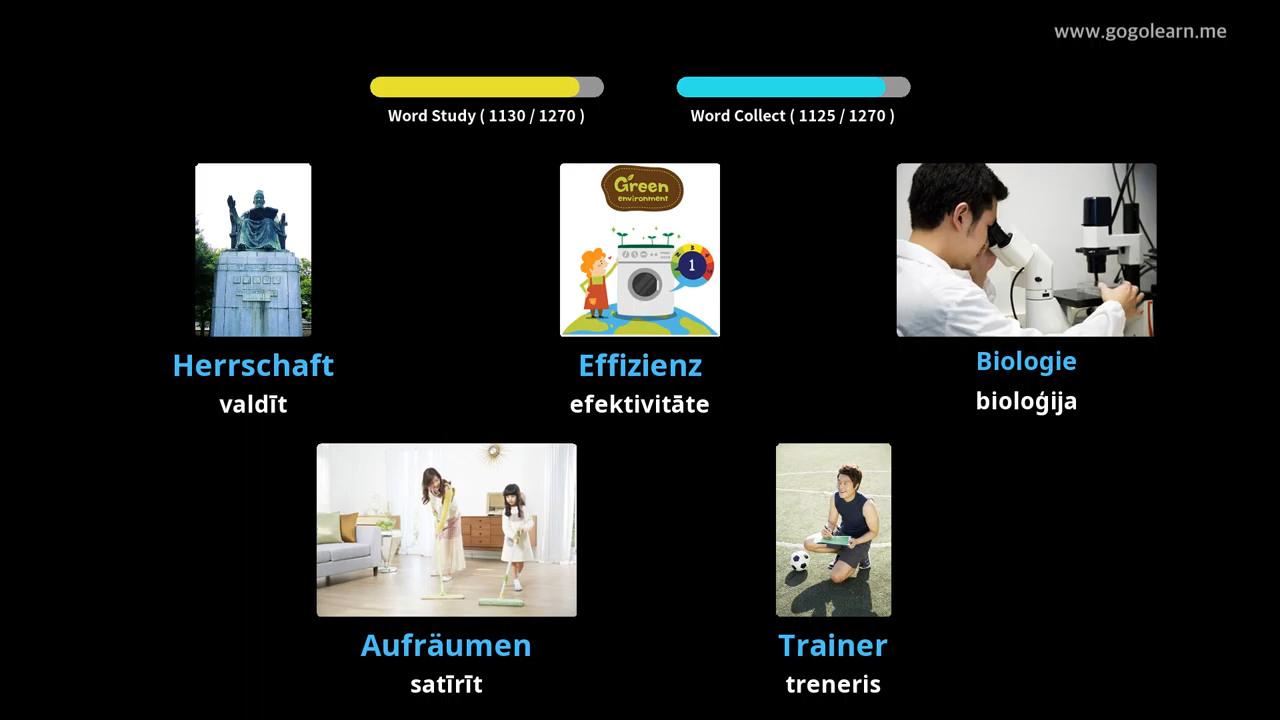 www.gogolearn.me
Word Study ( 1130 / 1270 )
Word Collect ( 1125 / 1270 )
Green
environment
1
Herrschaft
valdīt
Effizienz
efektivitāte
Biologie
bioloģija
Aufräumen
satīrīt
Trainer
treneris